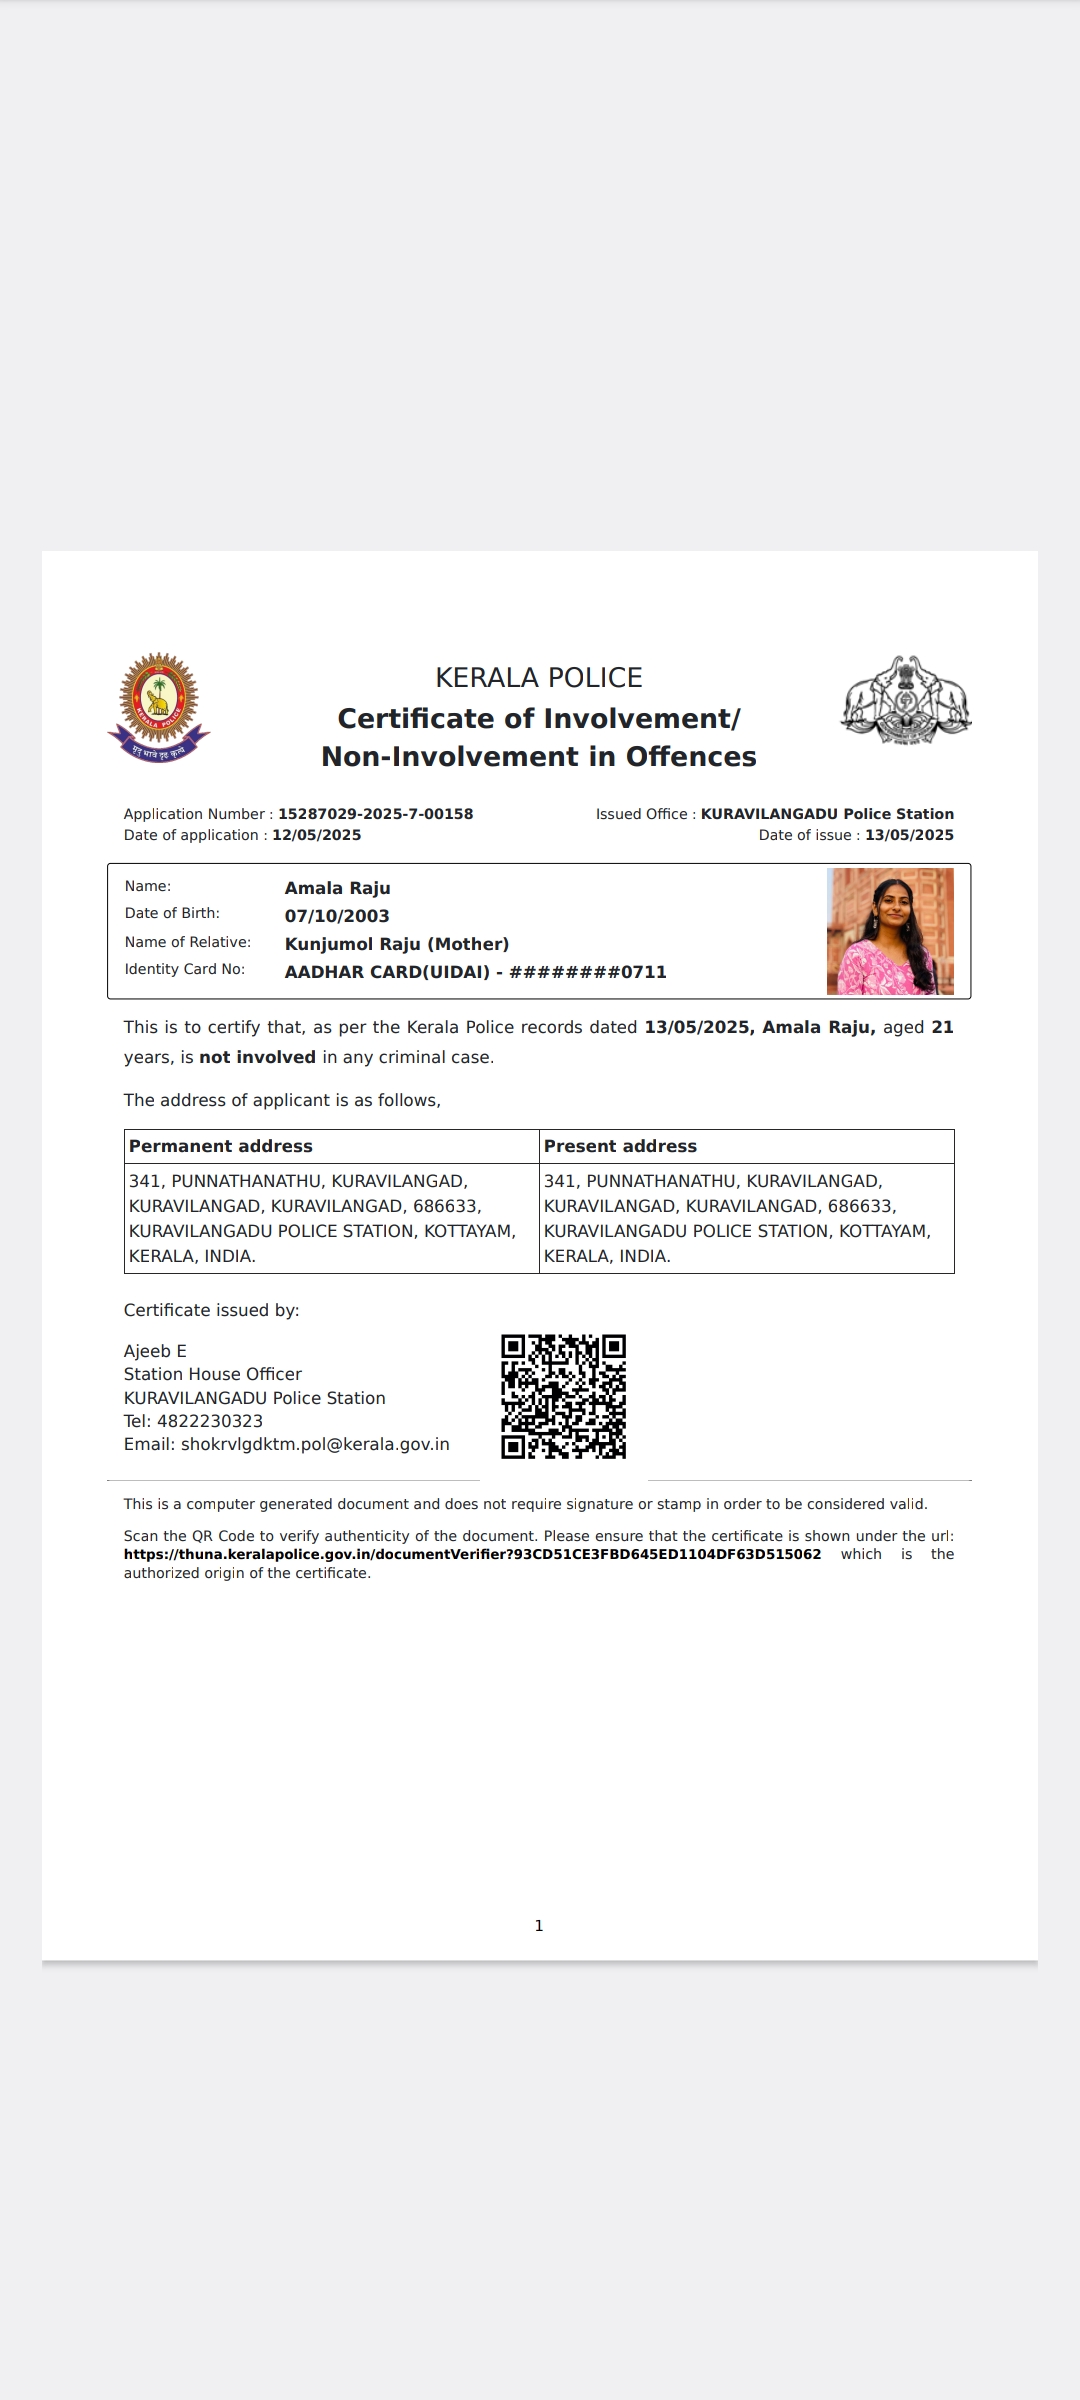 KERALA POLICE
Certificate of Involvement/
Non-Involvement in Offences
KERALA POLICE
मृदु भावे दृढ़ कृत्ये
Application Number : 15287029-2025-7-00158
Issued Office : KURAVILANGADU Police Station
Date of application : 12/05/2025
Date of issue : 13/05/2025
Name: Amala Raju
Date of Birth: 07/10/2003
Name of Relative: Kunjumol Raju (Mother)
Identity Card No: AADHAR CARD(UIDAI) - ########0711
This is to certify that, as per the Kerala Police records dated 13/05/2025, Amala Raju, aged 21
years, is not involved in any criminal case.
The address of applicant is as follows,
Permanent address
341, PUNNATHANATHU, KURAVILANGAD,
KURAVILANGAD, KURAVILANGAD, 686633,
KURAVILANGADU POLICE STATION, KOTTAYAM,
KERALA, INDIA.
Present address
341, PUNNATHANATHU, KURAVILANGAD,
KURAVILANGAD, KURAVILANGAD, 686633,
KURAVILANGADU POLICE STATION, KOTTAYAM,
KERALA, INDIA.
Certificate issued by:
Ajeeb E
Station House Officer
KURAVILANGADU Police Station
Tel: 4822230323
Email: shokrvlgdktm.pol@kerala.gov.in
This is a computer generated document and does not require signature or stamp in order to be considered valid.
Scan the QR Code to verify authenticity of the document. Please ensure that the certificate is shown under the url:
https://thuna.keralapolice.gov.in/documentVerifier?93CD51CE3FBD645ED1104DF63D515062 which is the
authorized origin of the certificate.
1